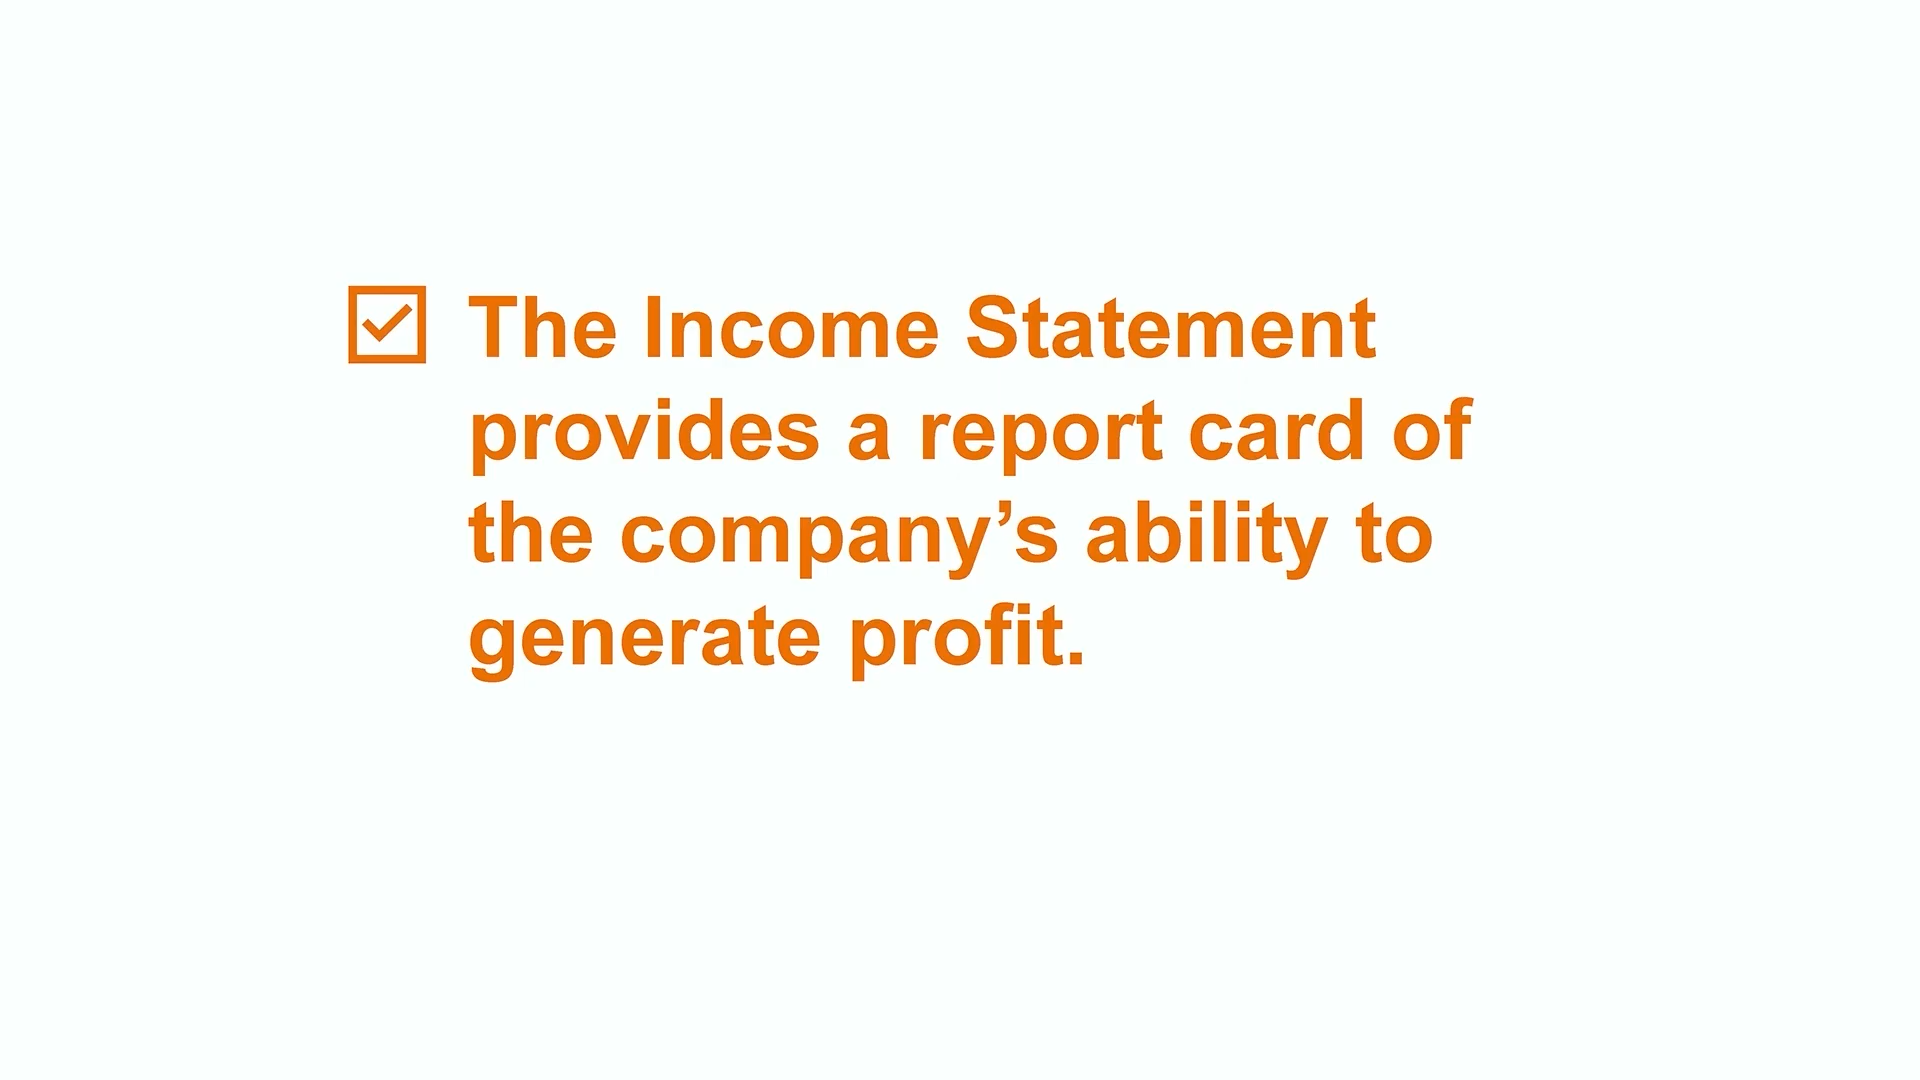 The Income Statement
provides a report card of
the company’s ability to
generate profit.